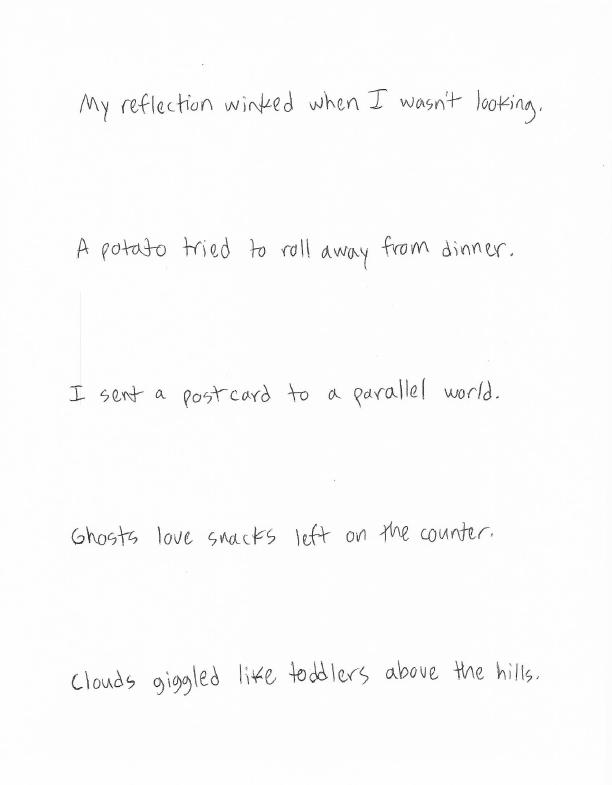 My reflection winked when I wasn't looking.
A potato tried to roll away from dinner.
I sent a postcard to a parallel world.
Ghosts love snacks left on the counter.
Clouds giggled like toddlers above the hills.